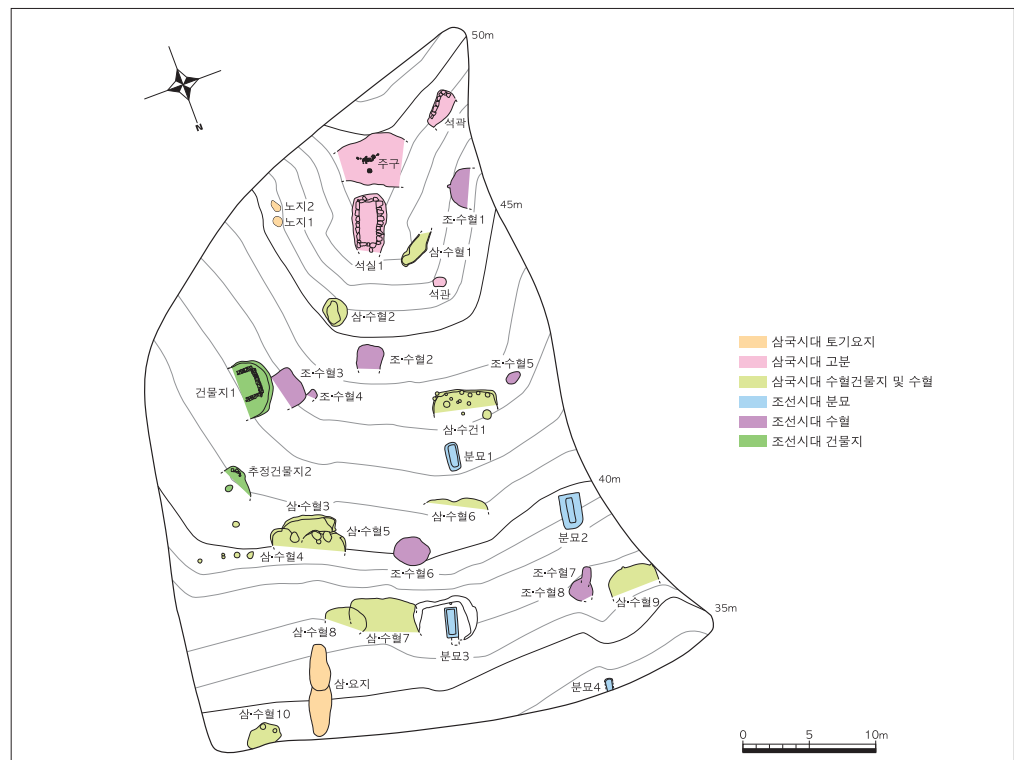 50m
N
석곽
주구
노지2
노지1
조·수혈1
45m
석실1
삼·수혈1
석관
삼·수혈2
조·수혈2
조·수혈3
조·수혈5
건물지1
조·수혈4
삼·수건1
분묘1
추정건물지2
40m
삼·수혈3
삼·수혈6
삼·수혈5
분묘2
삼·수혈4
조·수혈6
조·수혈7
조·수혈8
삼·수혈9
35m
삼·수혈8
삼·수혈7
분묘3
삼·요지
분묘4
삼·수혈10
삼국시대 토기요지
삼국시대 고분
삼국시대 수혈건물지 및 수혈
조선시대 분묘
조선시대 수혈
조선시대 건물지
0 5 10m